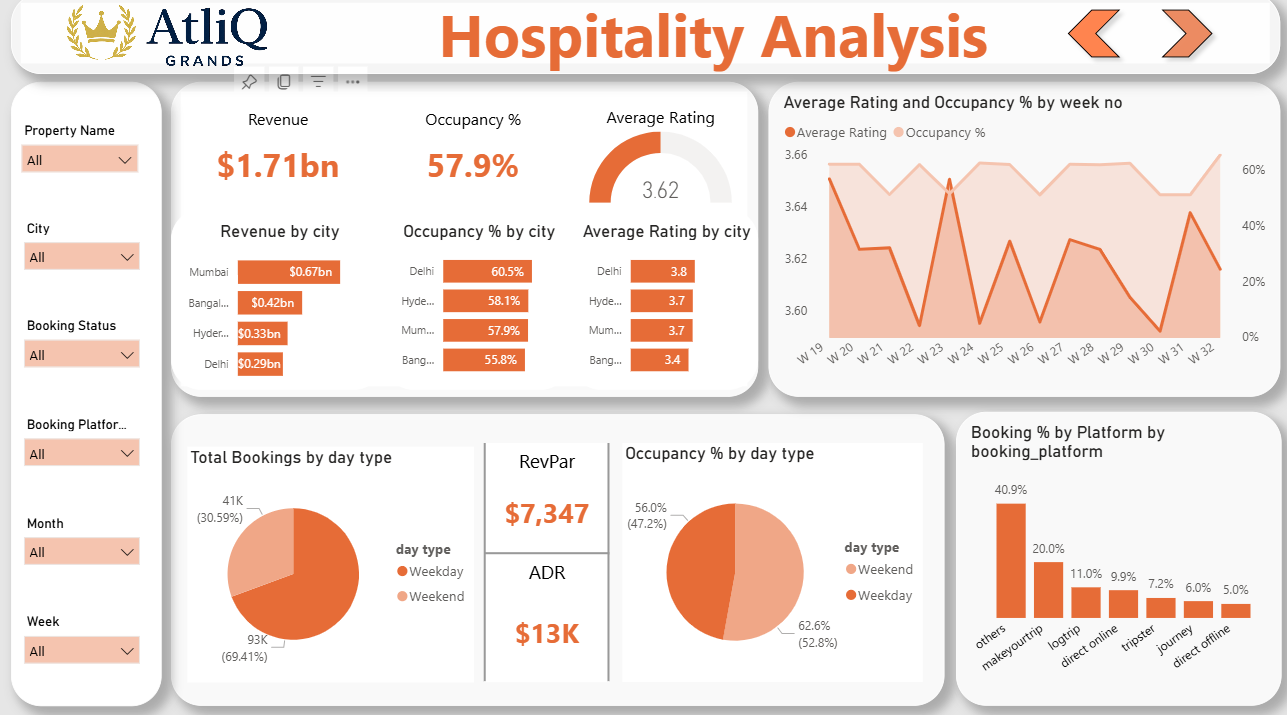 AtliQ
GRANDS
Hospitality Analysis
Property Name
All
City
All
Booking Status
All
Booking Platfor...
All
Month
All
Week
All
Revenue
$1.71bn
Occupancy %
57.9%
Average Rating
3.62
Revenue by city
Mumbai $0.67bn
Bangal... $0.42bn
Hyder... $0.33bn
Delhi $0.29bn
Occupancy % by city
Delhi 60.5%
Hyde... 58.1%
Mum... 57.9%
Bang... 55.8%
Average Rating by city
Delhi 3.8
Hyde... 3.7
Mum... 3.7
Bang... 3.4
Average Rating and Occupancy % by week no
Average Rating Occupancy %
3.66
3.64
3.62
3.60
60%
40%
20%
0%
W 19 W 20 W 21 W 22 W 23 W 24 W 25 W 26 W 27 W 28 W 29 W 30 W 31 W 32
Total Bookings by day type
41K
(30.59%)
93K
(69.41%)
day type
Weekday
Weekend
RevPar
$7,347
ADR
$13K
Occupancy % by day type
56.0%
(47.2%)
62.6%
(52.8%)
day type
Weekend
Weekday
Booking % by Platform by
booking_platform
40.9% 20.0% 11.0% 9.9% 7.2% 6.0% 5.0%
others makeyourtrip logtrip direct online tripster journey direct offline